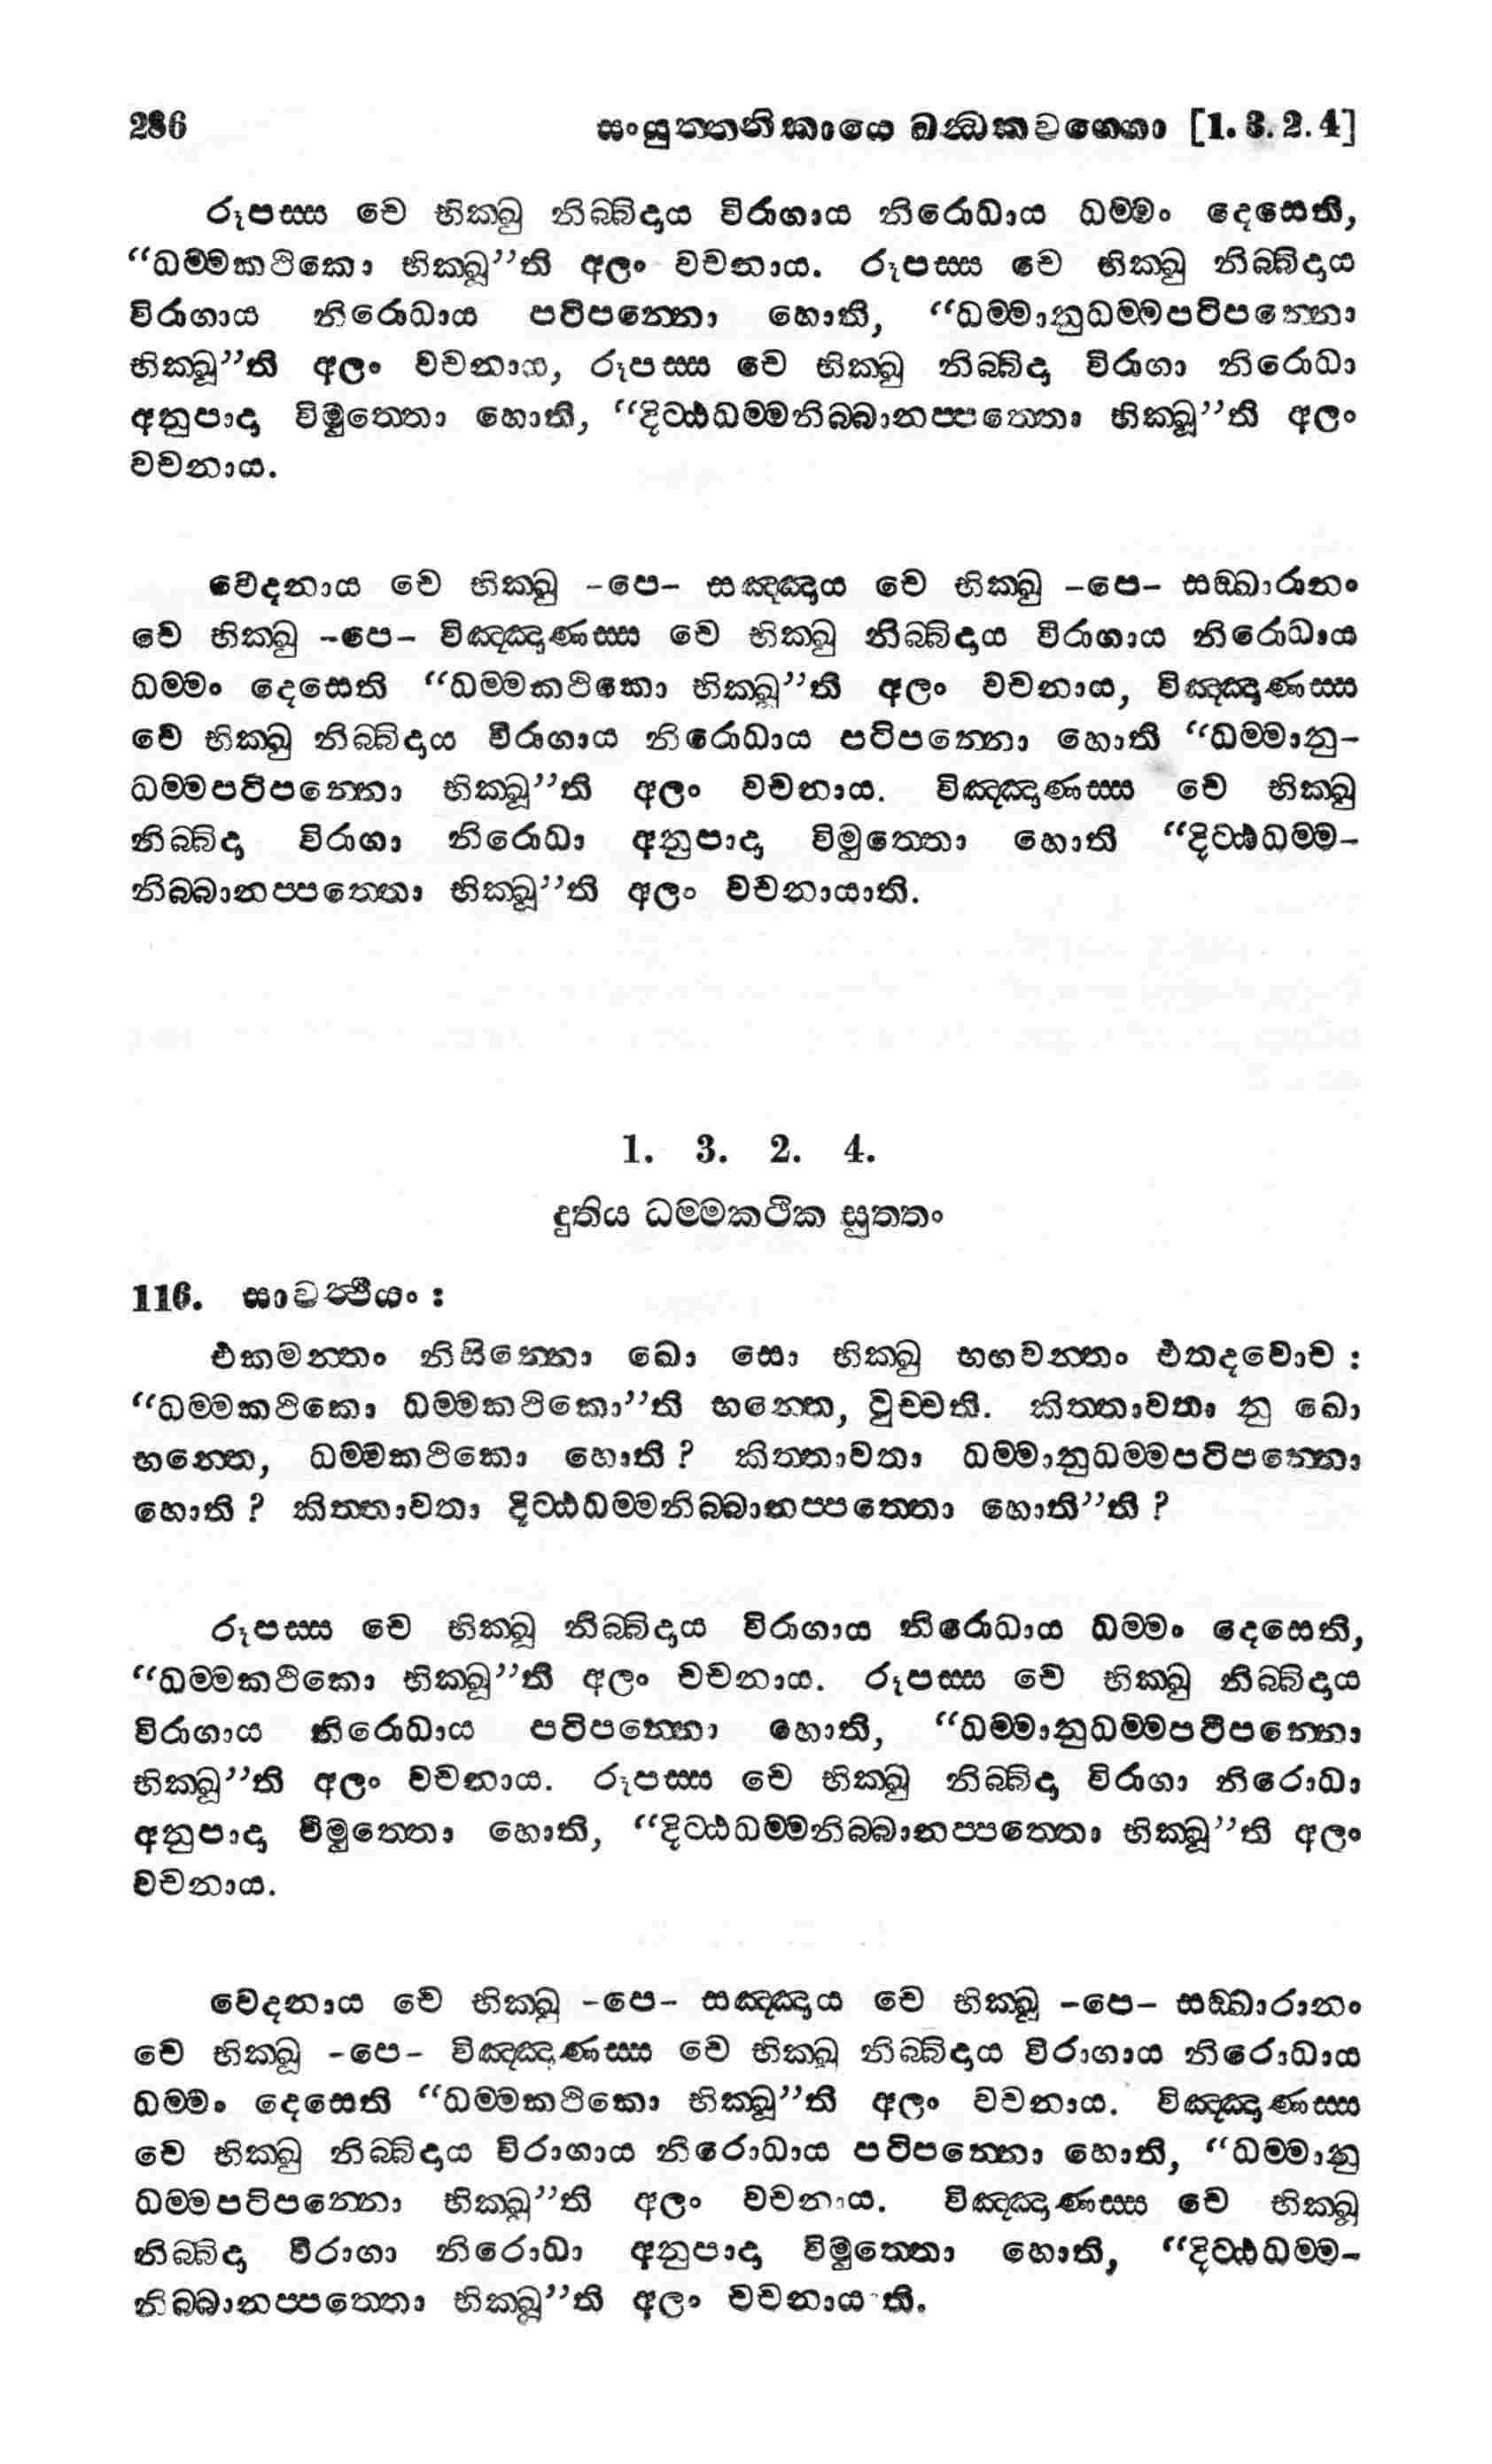 286 සංයුත්තනිකායෙ ඛන්ධකවග්ගො [1. 3. 2. 4]
රූපස්ස චෙ භික්ඛු නිබ්බිදාය විරාගාය නිරොධාය ධම්මං දෙසෙති,
“ධම්මකථිකො භික්ඛූ”ති අලං වචනාය. රූපස්ස චෙ භික්ඛු නිබ්බිදාය
විරාගාය නිරොධාය පටිපන්නො හොති, “ධම්මානුධම්මපටිපන්නො
භික්ඛූ”ති අලං වචනාය, රූපස්ස චෙ භික්ඛු නිබ්බිදා විරාගා නිරොධා
අනුපාදා විමුත්තො හොති, “දිට්ඨධම්මනිබ්බානප්පත්තො භික්ඛූ”ති අලං
වචනාය.
වෙදනාය චෙ භික්ඛු -පෙ- සඤ්ඤාය චෙ භික්ඛු -පෙ- සඞ්ඛාරානං
චෙ භික්ඛු -පෙ- විඤ්ඤාණස්ස චෙ භික්ඛු නිබ්බිදාය විරාගාය නිරොධාය
ධම්මං දෙසෙති “ධම්මකථිකො භික්ඛූ”ති අලං වචනාය, විඤ්ඤාණස්ස
චෙ භික්ඛු නිබ්බිදාය විරාගාය නිරොධාය පටිපන්නො හොති “ධම්මානු-
ධම්මපටිපන්නො භික්ඛූ”ති අලං වචනාය. විඤ්ඤාණස්ස චෙ භික්ඛු
නිබ්බිදා විරාගා නිරොධා අනුපාදා විමුත්තො හොති “දිට්ඨධම්ම-
නිබ්බානප්පත්තො භික්ඛූ”ති අලං වචනායාති.
1. 3. 2. 4.
දුතිය ධම්මකථික සුත්තං
116. සාවත්ථියං :
එකමන්තං නිසින්නො ඛො සො භික්ඛු භගවන්තං එතදවොච :
“ධම්මකථිකො ධම්මකථිකො”ති භන්තෙ, වුච්චති. කිත්තාවතා නු ඛො
භන්තෙ, ධම්මකථිකො හොති ? කිත්තාවතා ධම්මානුධම්මපටිපන්නො
හොති ? කිත්තාවතා දිට්ඨධම්මනිබ්බානප්පත්තො හොති”ති ?
රූපස්ස චෙ භික්ඛූ නිබ්බිදාය විරාගාය නිරොධාය ධම්මං දෙසෙති,
“ධම්මකථිකො භික්ඛූ”ති අලං වචනාය. රූපස්ස චෙ භික්ඛු නිබ්බිදාය
විරාගාය නිරොධාය පටිපන්නො හොති, “ධම්මානුධම්මපටිපන්නො
භික්ඛූ”ති අලං වචනාය. රූපස්ස චෙ භික්ඛු නිබ්බිදා විරාගා නිරොධා
අනුපාදා විමුත්තො හොති, “දිට්ඨධම්මනිබ්බානප්පත්තො භික්ඛූ”ති අලං
වචනාය.
වෙදනාය චෙ භික්ඛූ -පෙ- සඤ්ඤාය චෙ භික්ඛූ -පෙ- සඞ්ඛාරානං
චෙ භික්ඛූ -පෙ- විඤ්ඤාණස්ස චෙ භික්ඛු නිබ්බිදාය විරාගාය නිරොධාය
ධම්මං දෙසෙති “ධම්මකථිකො භික්ඛූ”ති අලං වචනාය. විඤ්ඤාණස්ස
චෙ භික්ඛු නිබ්බිදාය විරාගාය නිරොධාය පටිපන්නො හොති, “ධම්මානු
ධම්මපටිපන්නො භික්ඛූ”ති අලං වචනාය. විඤ්ඤාණස්ස චෙ භික්ඛු
නිබ්බිදා විරාගා නිරොධා අනුපාදා විමුත්තො හොති, “දිට්ඨධම්ම-
නිබ්බානප්පත්තො භික්ඛූ”ති අලං වචනාය ති.